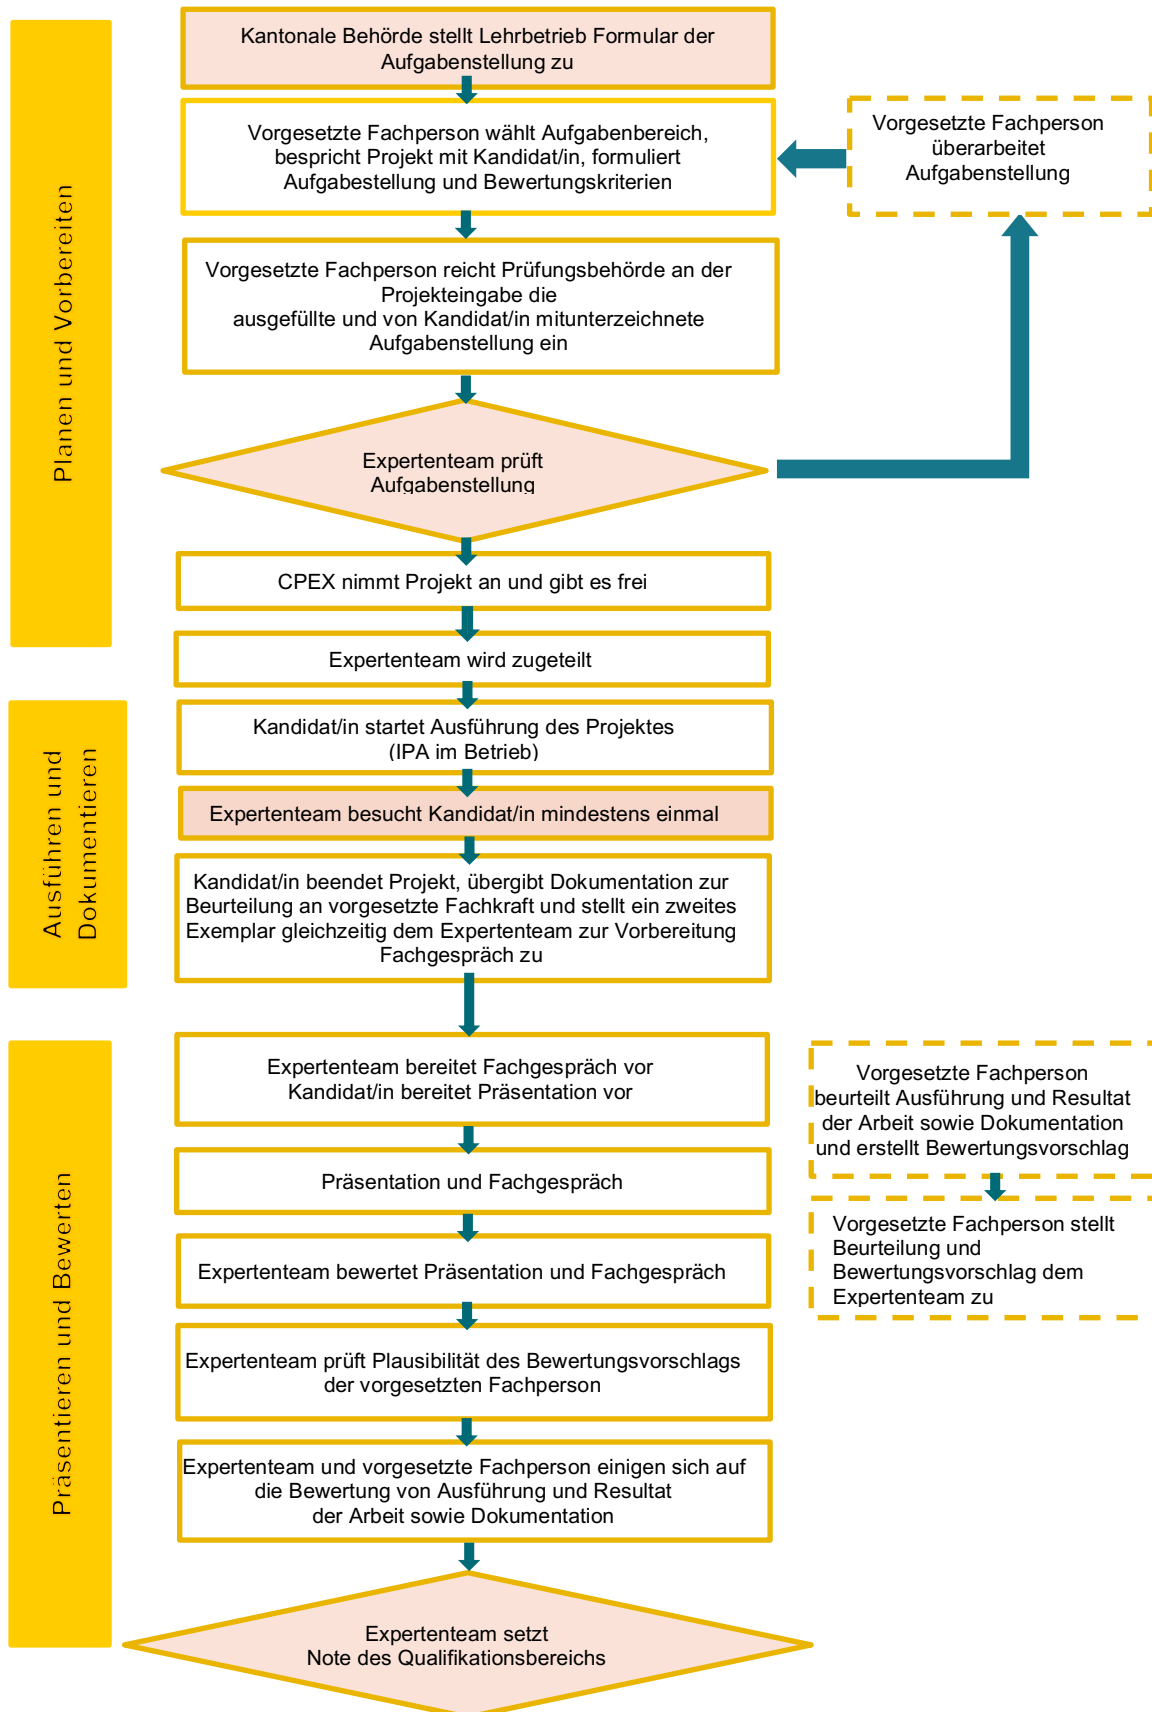 Planen und Vorbereiten
Kantonale Behörde stellt Lehrbetrieb Formular der
Aufgabenstellung zu
Vorgesetzte Fachperson wählt Aufgabenbereich,
bespricht Projekt mit Kandidat/in, formuliert
Aufgabestellung und Bewertungskriterien
Vorgesetzte Fachperson
überarbeitet
Aufgabenstellung
Vorgesetzte Fachperson reicht Prüfungsbehörde an der
Projekteingabe die
ausgefüllte und von Kandidat/in mitunterzeichnete
Aufgabenstellung ein
Expertenteam prüft
Aufgabenstellung
CPEX nimmt Projekt an und gibt es frei
Expertenteam wird zugeteilt
Ausführen und
Dokumentieren
Kandidat/in startet Ausführung des Projektes
(IPA im Betrieb)
Expertenteam besucht Kandidat/in mindestens einmal
Kandidat/in beendet Projekt, übergibt Dokumentation zur
Beurteilung an vorgesetzte Fachkraft und stellt ein zweites
Exemplar gleichzeitig dem Expertenteam zur Vorbereitung
Fachgespräch zu
Präsentieren und Bewerten
Expertenteam bereitet Fachgespräch vor
Kandidat/in bereitet Präsentation vor
Vorgesetzte Fachperson
beurteilt Ausführung und Resultat
der Arbeit sowie Dokumentation
und erstellt Bewertungsvorschlag
Präsentation und Fachgespräch
Vorgesetzte Fachperson stellt
Beurteilung und
Bewertungsvorschlag dem
Expertenteam zu
Expertenteam bewertet Präsentation und Fachgespräch
Expertenteam prüft Plausibilität des Bewertungsvorschlags
der vorgesetzten Fachperson
Expertenteam und vorgesetzte Fachperson einigen sich auf
die Bewertung von Ausführung und Resultat
der Arbeit sowie Dokumentation
Expertenteam setzt
Note des Qualifikationsbereichs